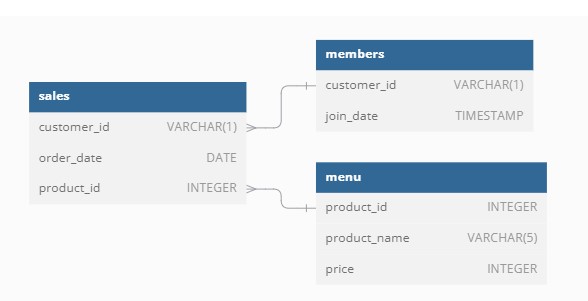 sales
customer_id VARCHAR(1)
order_date DATE
product_id INTEGER
members
customer_id VARCHAR(1)
join_date TIMESTAMP
menu
product_id INTEGER
product_name VARCHAR(5)
price INTEGER